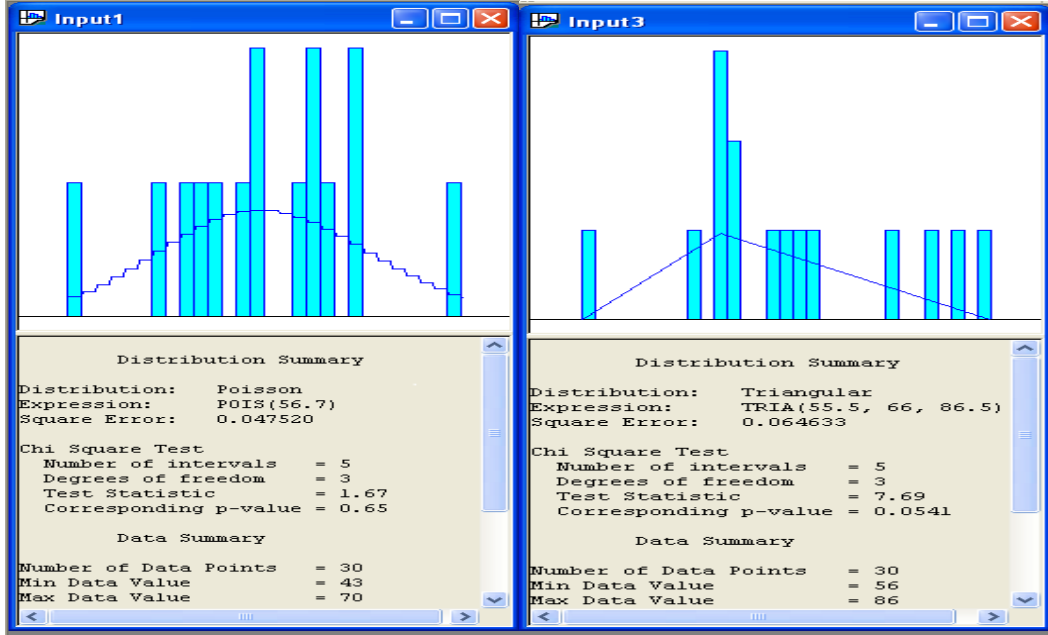 Input1
Distribution Summary
Distribution: Poisson
Expression: POIS(56.7)
Square Error: 0.047520
Chi Square Test
Number of intervals = 5
Degrees of freedom = 3
Test Statistic = 1.67
Corresponding p-value = 0.65
Data Summary
Number of Data Points = 30
Min Data Value = 43
Max Data Value = 70
Input3
Distribution Summary
Distribution: Triangular
Expression: TRIA(55.5, 66, 86.5)
Square Error: 0.064633
Chi Square Test
Number of intervals = 5
Degrees of freedom = 3
Test Statistic = 7.69
Corresponding p-value = 0.0541
Data Summary
Number of Data Points = 30
Min Data Value = 56
Max Data Value = 86